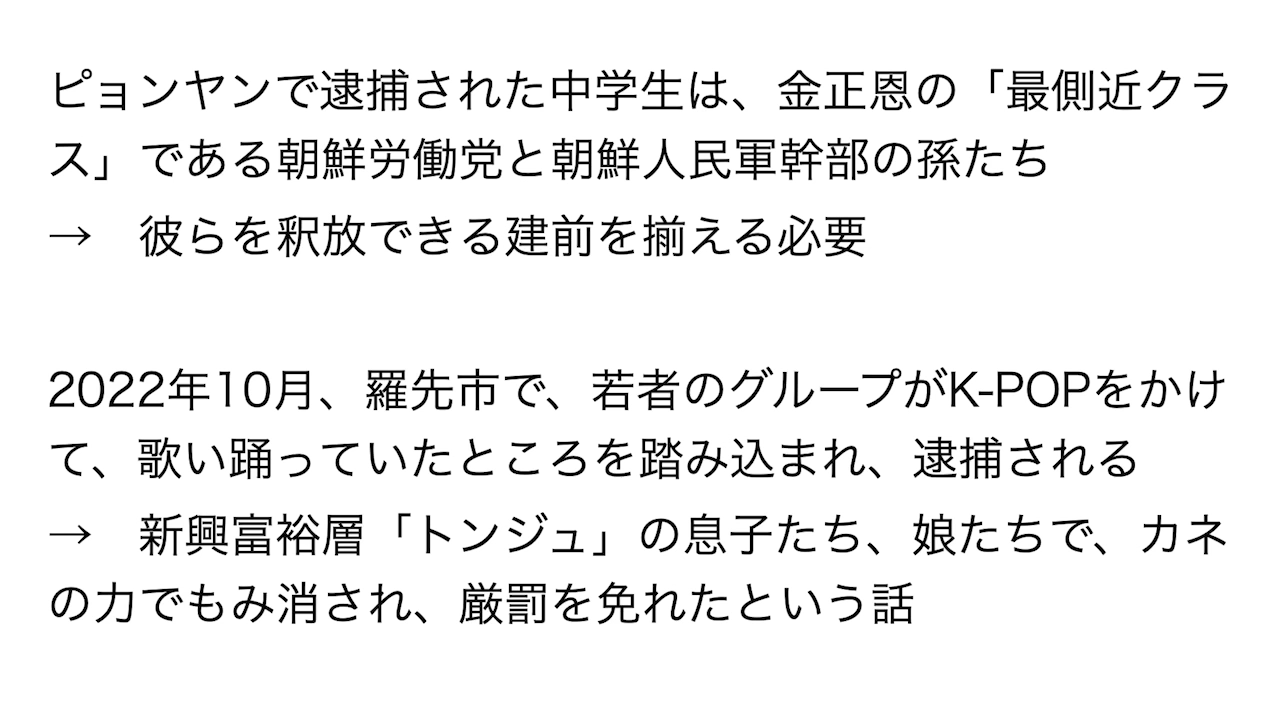 ピョンヤンで逮捕された中学生は、金正恩の「最側近クラ
ス」である朝鮮労働党と朝鮮人民軍幹部の孫たち
→　彼らを釈放できる建前を揃える必要
2022年10月、羅先市で、若者のグループがK-POPをかけ
て、歌い踊っていたところを踏み込まれ、逮捕される
→　新興富裕層「トンジュ」の息子たち、娘たちで、カネ
の力でもみ消され、厳罰を免れたという話